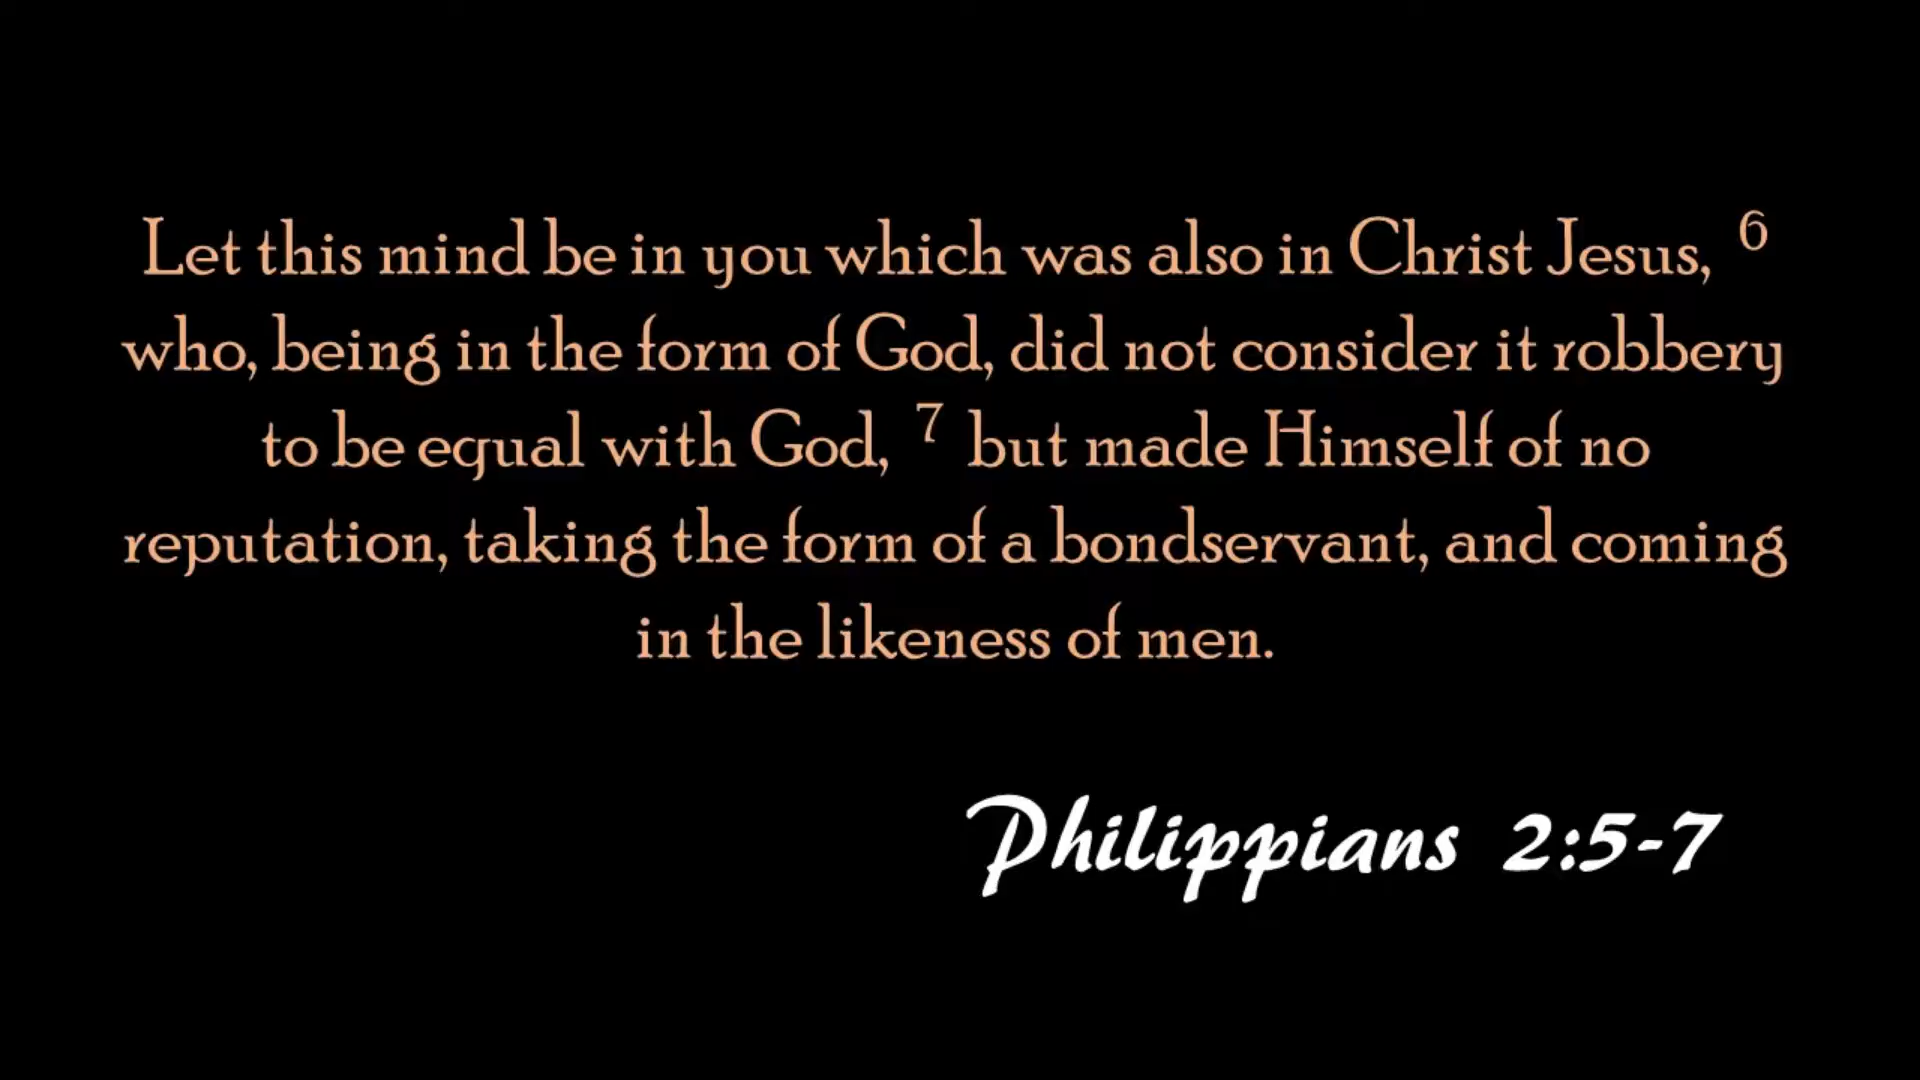 Let this mind be in you which was also in Christ Jesus, 6
who, being in the form of God, did not consider it robbery
to be equal with God, 7 but made Himself of no
reputation, taking the form of a bondservant, and coming
in the likeness of men.
Philippians 2:5-7